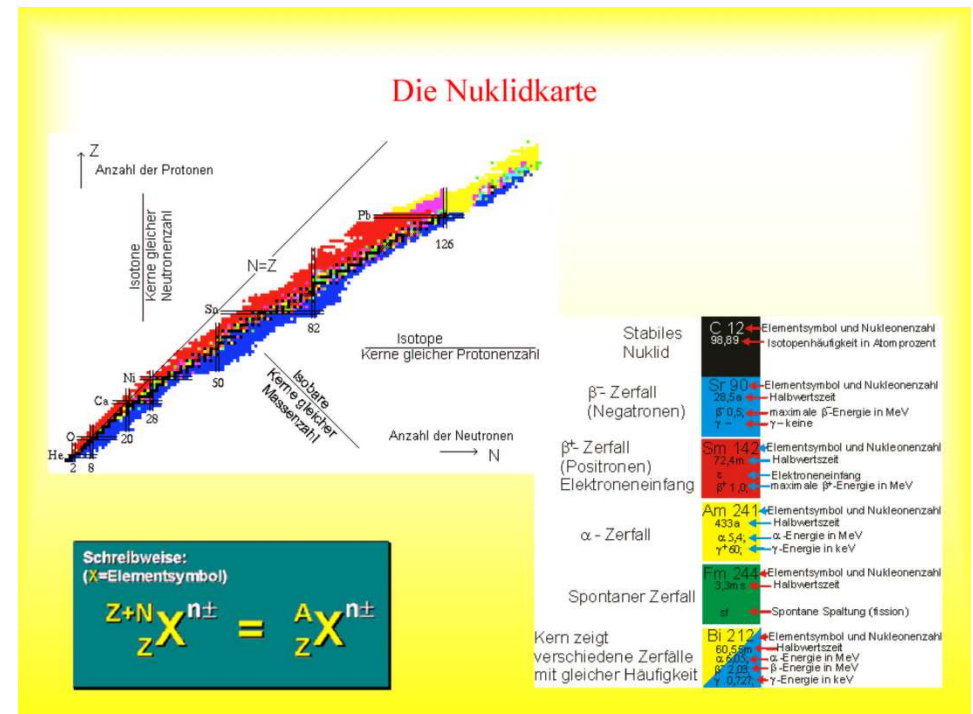 Die Nuklidkarte
Z
Anzahl der Protonen
Isotone
Kerne gleicher
Neutronenzahl
N=Z
Pb
126
Sn
82
Isotope
Kerne gleicher Protonenzahl
Ni
50
Isobare
Kerne gleicher
Massenzahl
Ca
28
20
O
He
2 8
Anzahl der Neutronen
N
Stabiles
Nuklid
C 12 Elementsymbol und Nukleonenzahl
98,89 Isotopenhäufigkeit in Atomprozent
β⁻- Zerfall
(Negatronen)
Sr 90 Elementsymbol und Nukleonenzahl
28,5a Halbwertszeit
β⁻ 0,5; maximale β⁻-Energie in MeV
γ – γ – keine
β⁺- Zerfall
(Positronen)
Elektroneneinfang
Sm 142 Elementsymbol und Nukleonenzahl
72,4m Halbwertszeit
ε Elektroneneinfang
β⁺ 1,0; maximale β⁺-Energie in MeV
α - Zerfall
Am 241 Elementsymbol und Nukleonenzahl
433a Halbwertszeit
α 5,4; α-Energie in MeV
γ⁺60; γ-Energie in keV
Spontaner Zerfall
Fm 244 Elementsymbol und Nukleonenzahl
3,3ms Halbwertszeit
sf Spontane Spaltung (fission)
Kern zeigt
verschiedene Zerfälle
mit gleicher Häufigkeit
Bi 212 Elementsymbol und Nukleonenzahl
60,55m Halbwertszeit
α 6,05; α-Energie in MeV
β⁻ 2,03; β-Energie in MeV
γ 0,727; γ-Energie in keV
Schreibweise:
(X=Elementsymbol)
Z+N Z X n± = A Z X n±